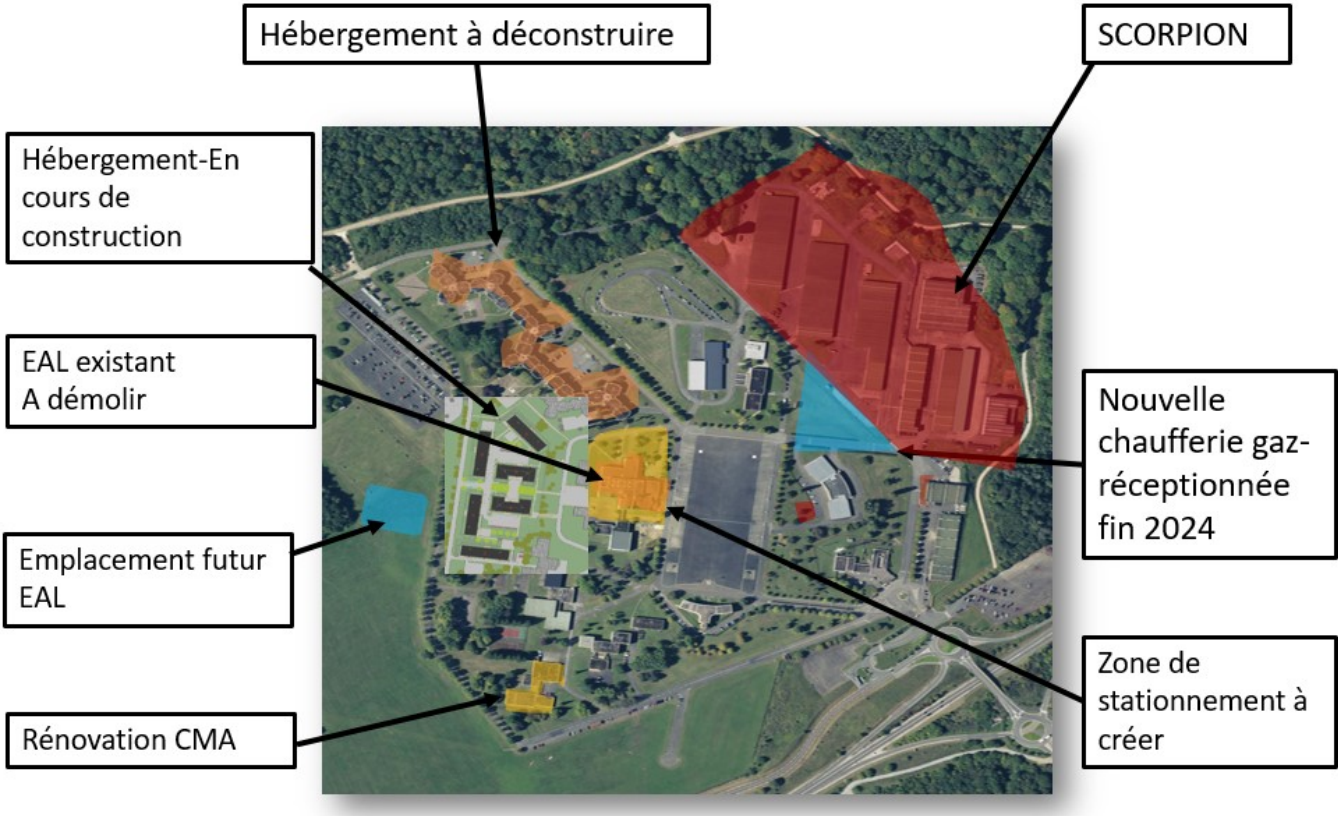 Hébergement à déconstruire
SCORPION
Hébergement-En
cours de
construction
EAL existant
A démolir
Nouvelle
chaufferie gaz-
réceptionnée
fin 2024
Emplacement futur
EAL
Zone de
stationnement à
créer
Rénovation CMA